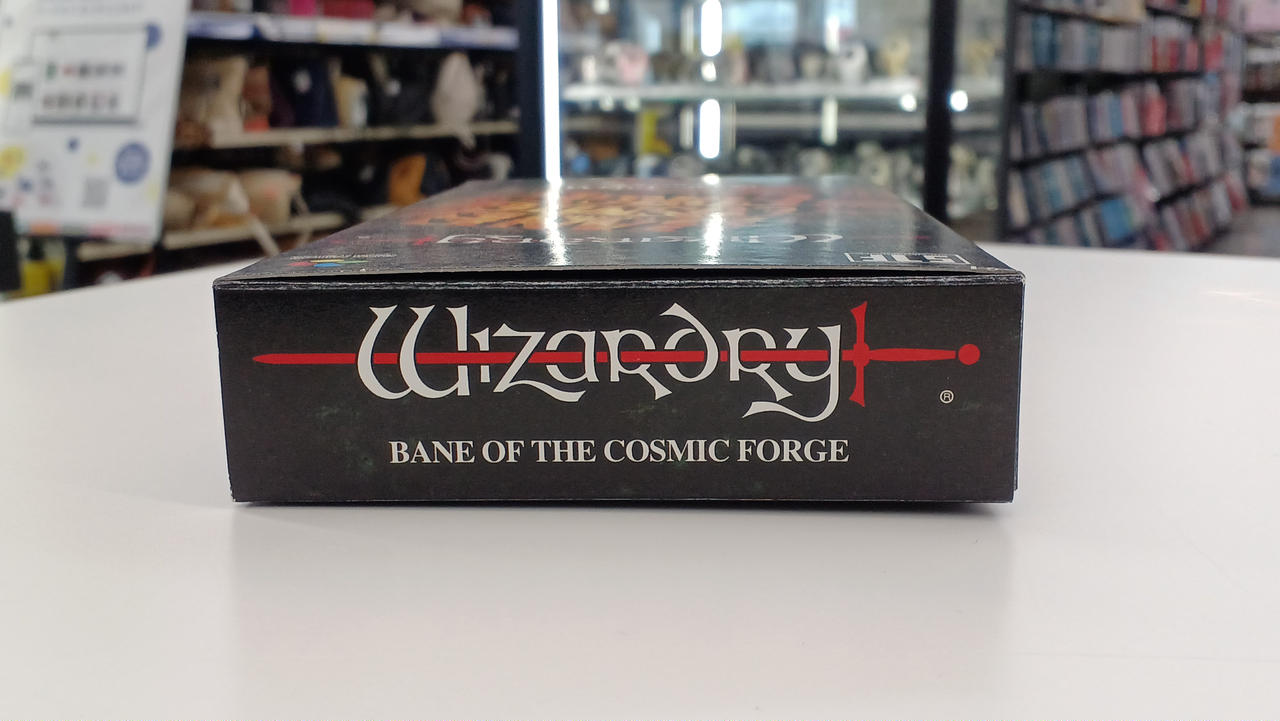 Wizardry
®
BANE OF THE COSMIC FORGE